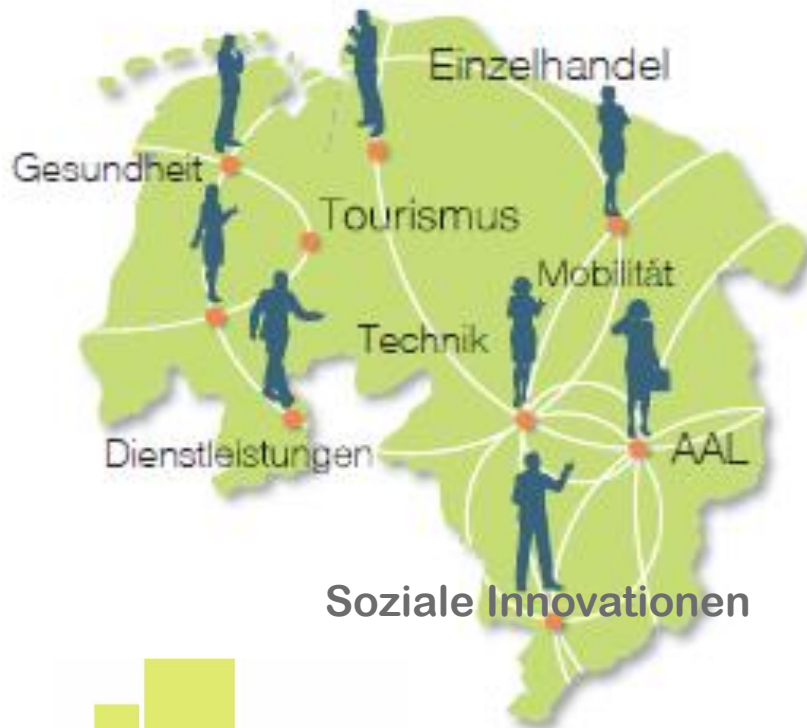 Einzelhandel
Gesundheit
Tourismus
Mobilität
Technik
Dienstleistungen
AAL
Soziale Innovationen